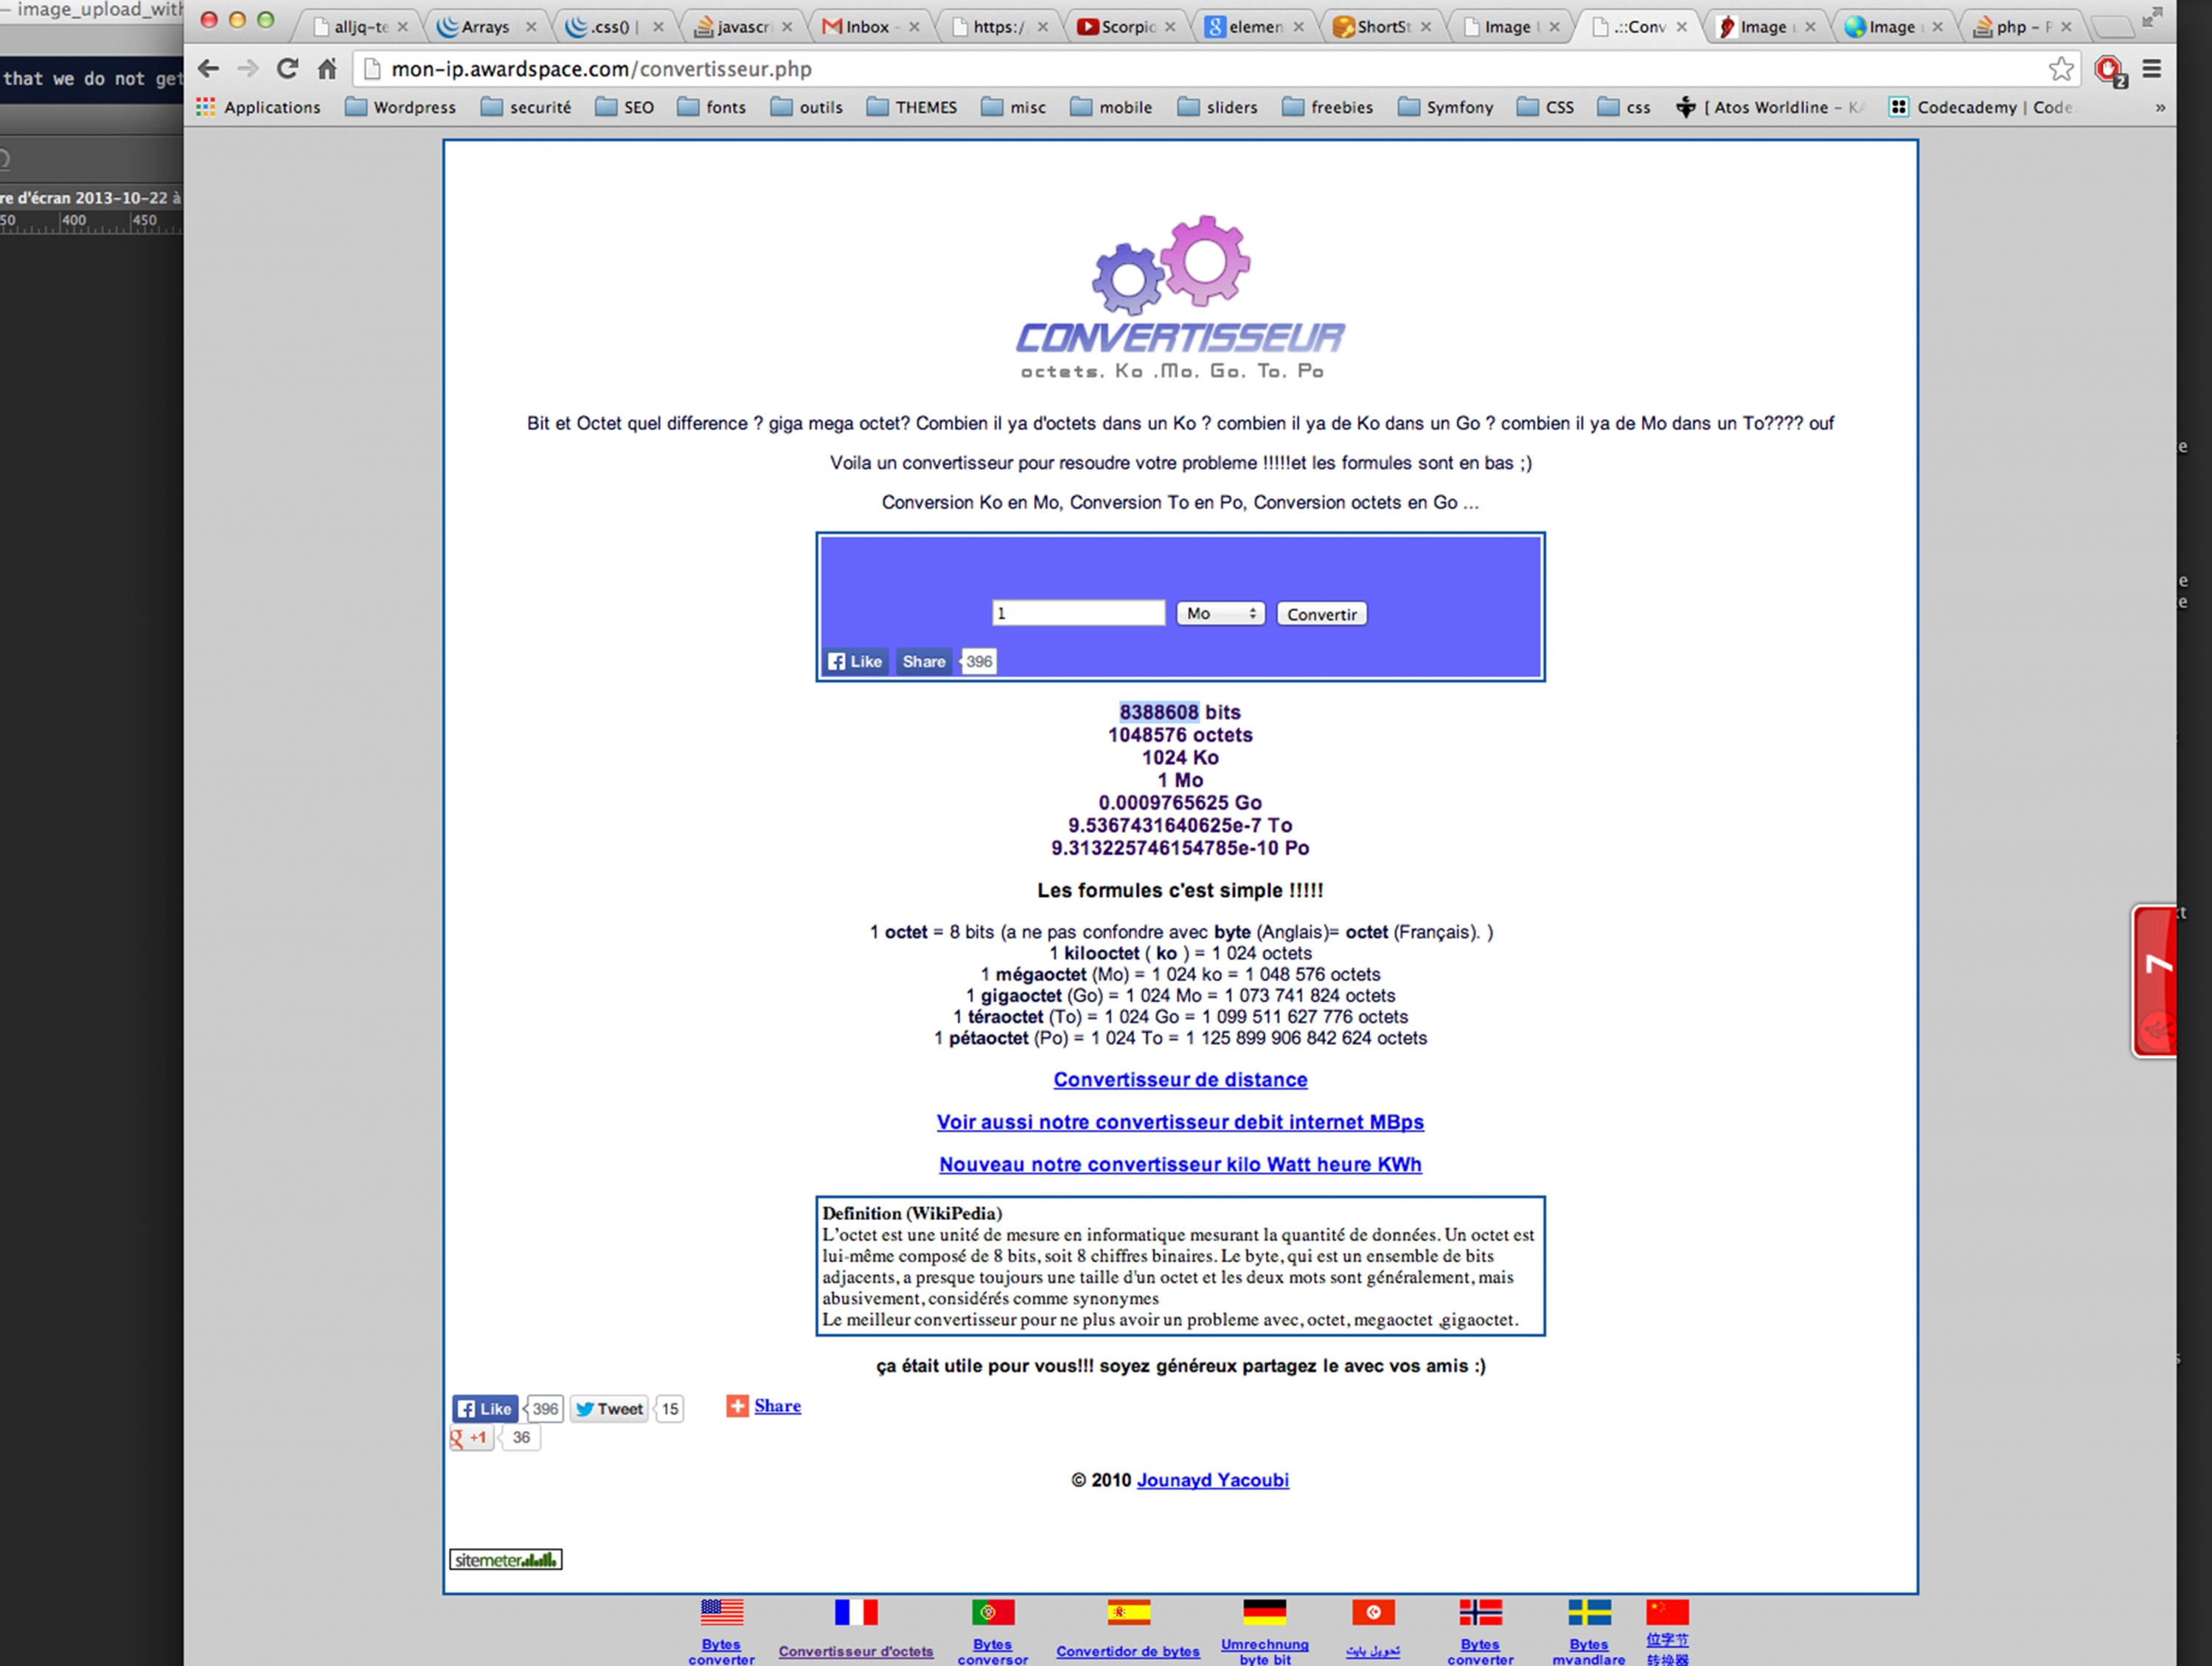 – image_upload_with
that we do not get
re d'écran 2013-10-22 à
50 400 450
alljq-te
Arrays
.css() |
javascri
Inbox -
https:/
Scorpio
elemen
ShortSt
Image
.::Conv
Image
Image
php - P
mon-ip.awardspace.com/convertisseur.php
2
Applications
Wordpress
securité
SEO
fonts
outils
THEMES
misc
mobile
sliders
freebies
Symfony
CSS
css
[ Atos Worldline - KA
Codecademy | Code
»
CONVERTISSEUR
octets. Ko .Mo. Go. To. Po
Bit et Octet quel difference ? giga mega octet? Combien il ya d'octets dans un Ko ? combien il ya de Ko dans un Go ? combien il ya de Mo dans un To???? ouf
Voila un convertisseur pour resoudre votre probleme !!!!!et les formules sont en bas ;)
Conversion Ko en Mo, Conversion To en Po, Conversion octets en Go ...
1 Mo Convertir
Like Share 396
8388608 bits
1048576 octets
1024 Ko
1 Mo
0.0009765625 Go
9.5367431640625e-7 To
9.313225746154785e-10 Po
Les formules c'est simple !!!!!
1 octet = 8 bits (a ne pas confondre avec byte (Anglais)= octet (Français). )
1 kilooctet ( ko ) = 1 024 octets
1 mégaoctet (Mo) = 1 024 ko = 1 048 576 octets
1 gigaoctet (Go) = 1 024 Mo = 1 073 741 824 octets
1 téraoctet (To) = 1 024 Go = 1 099 511 627 776 octets
1 pétaoctet (Po) = 1 024 To = 1 125 899 906 842 624 octets
7
Convertisseur de distance
Voir aussi notre convertisseur debit internet MBps
Nouveau notre convertisseur kilo Watt heure KWh
Definition (WikiPedia)
L'octet est une unité de mesure en informatique mesurant la quantité de données. Un octet est
lui-même composé de 8 bits, soit 8 chiffres binaires. Le byte, qui est un ensemble de bits
adjacents, a presque toujours une taille d'un octet et les deux mots sont généralement, mais
abusivement, considérés comme synonymes
Le meilleur convertisseur pour ne plus avoir un probleme avec, octet, megaoctet ,gigaoctet.
ça était utile pour vous!!! soyez généreux partagez le avec vos amis :)
Like 396 Tweet 15 Share
g +1 36
© 2010 Jounayd Yacoubi
sitemeter
Bytes converter
Convertisseur d'octets
Bytes conversor
Convertidor de bytes
Umrechnung byte bit
تحويل بايت
Bytes converter
Bytes mvandlare
位字节转换器